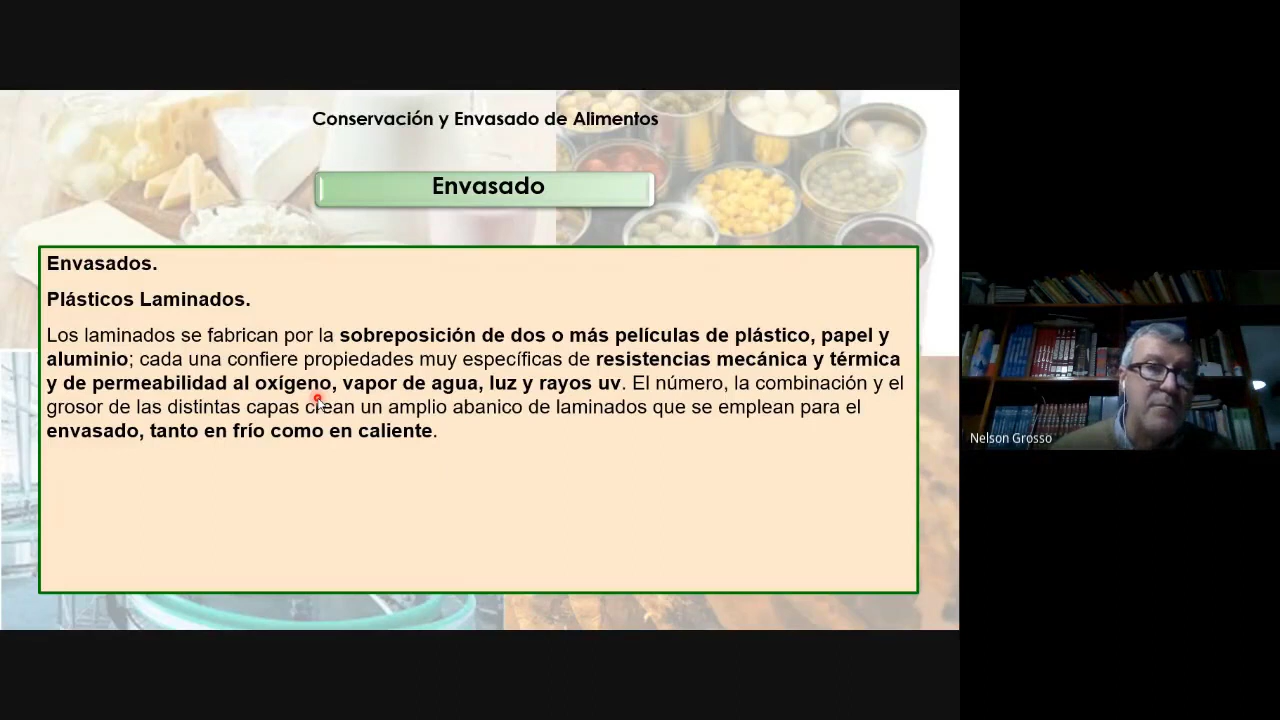 Conservación y Envasado de Alimentos
Envasado
Envasados.
Plásticos Laminados.
Los laminados se fabrican por la sobreposición de dos o más películas de plástico, papel y
aluminio; cada una confiere propiedades muy específicas de resistencias mecánica y térmica
y de permeabilidad al oxígeno, vapor de agua, luz y rayos uv. El número, la combinación y el
grosor de las distintas capas crean un amplio abanico de laminados que se emplean para el
envasado, tanto en frío como en caliente.
Nelson Grosso